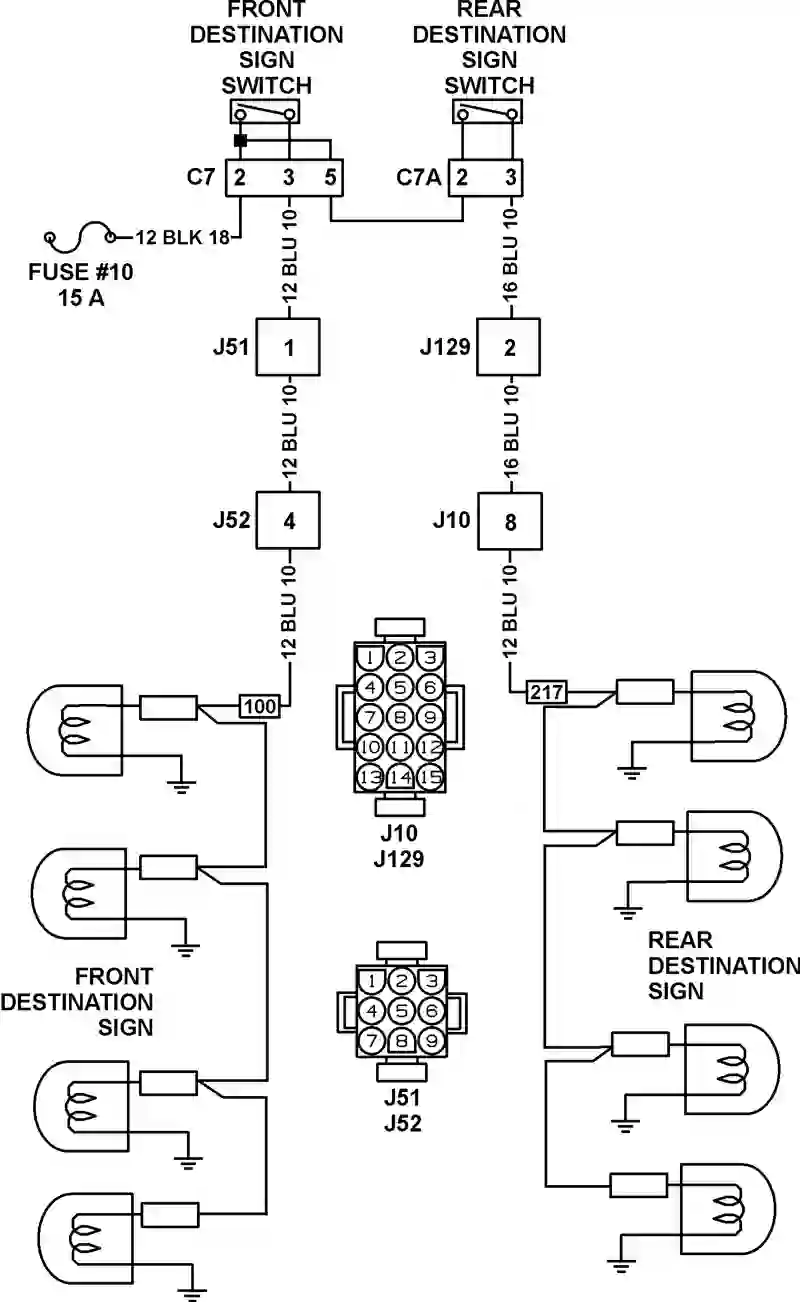 FRONT
DESTINATION
SIGN
SWITCH
REAR
DESTINATION
SIGN
SWITCH
C7
2 3 5
C7A
2 3
12 BLK 18
FUSE #10
15 A
12 BLU 10
16 BLU 10
J51
1
J129
2
12 BLU 10
16 BLU 10
J52
4
J10
8
12 BLU 10
12 BLU 10
100
217
1 2 3
4 5 6
7 8 9
10 11 12
13 14 15
J10
J129
FRONT
DESTINATION
SIGN
REAR
DESTINATION
SIGN
1 2 3
4 5 6
7 8 9
J51
J52